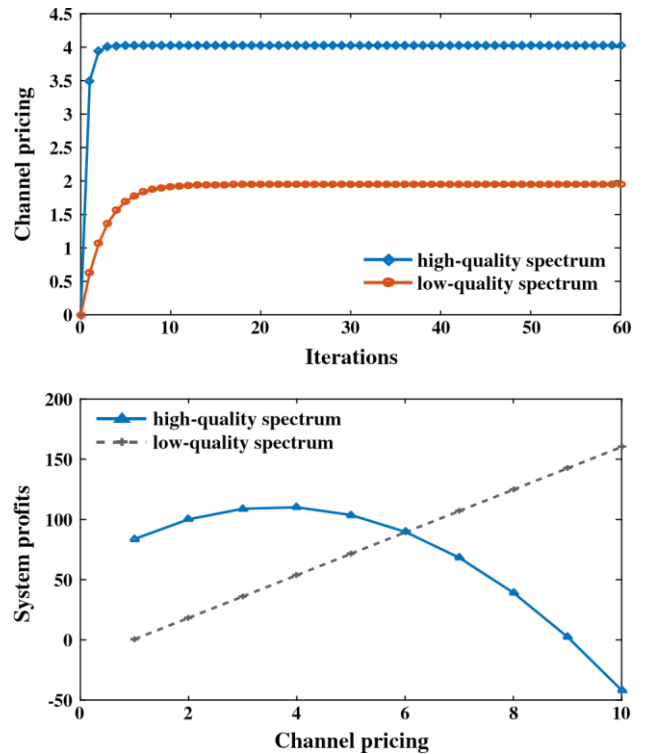 4.5
4
3.5
3
2.5
2
1.5
1
0.5
0
Channel pricing
high-quality spectrum
low-quality spectrum
0 10 20 30 40 50 60
Iterations
200
150
100
50
0
-50
System profits
high-quality spectrum
low-quality spectrum
0 2 4 6 8 10
Channel pricing